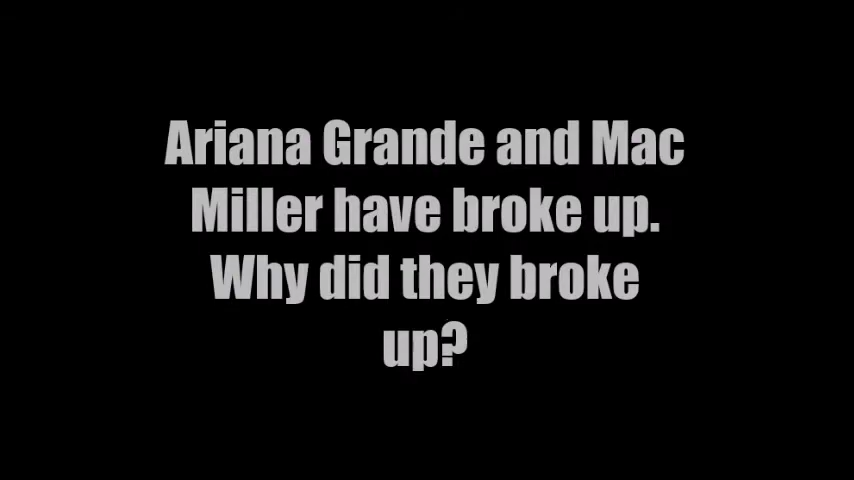 Ariana Grande and Mac
Miller have broke up.
Why did they broke
up?